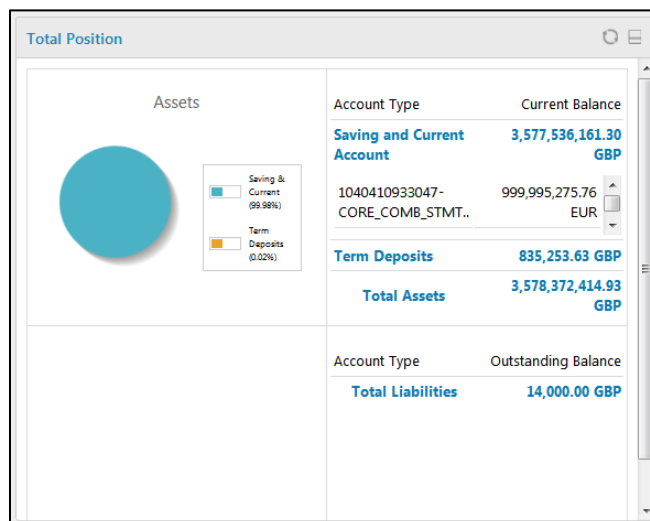 Total Position
Assets
Saving &
Current
(99.98%)
Term
Deposits
(0.02%)
Account Type Current Balance
Saving and Current 3,577,536,161.30
Account GBP
1040410933047- 999,995,275.76
CORE_COMB_STMT.. EUR
Term Deposits 835,253.63 GBP
Total Assets 3,578,372,414.93
GBP
Account Type Outstanding Balance
Total Liabilities 14,000.00 GBP